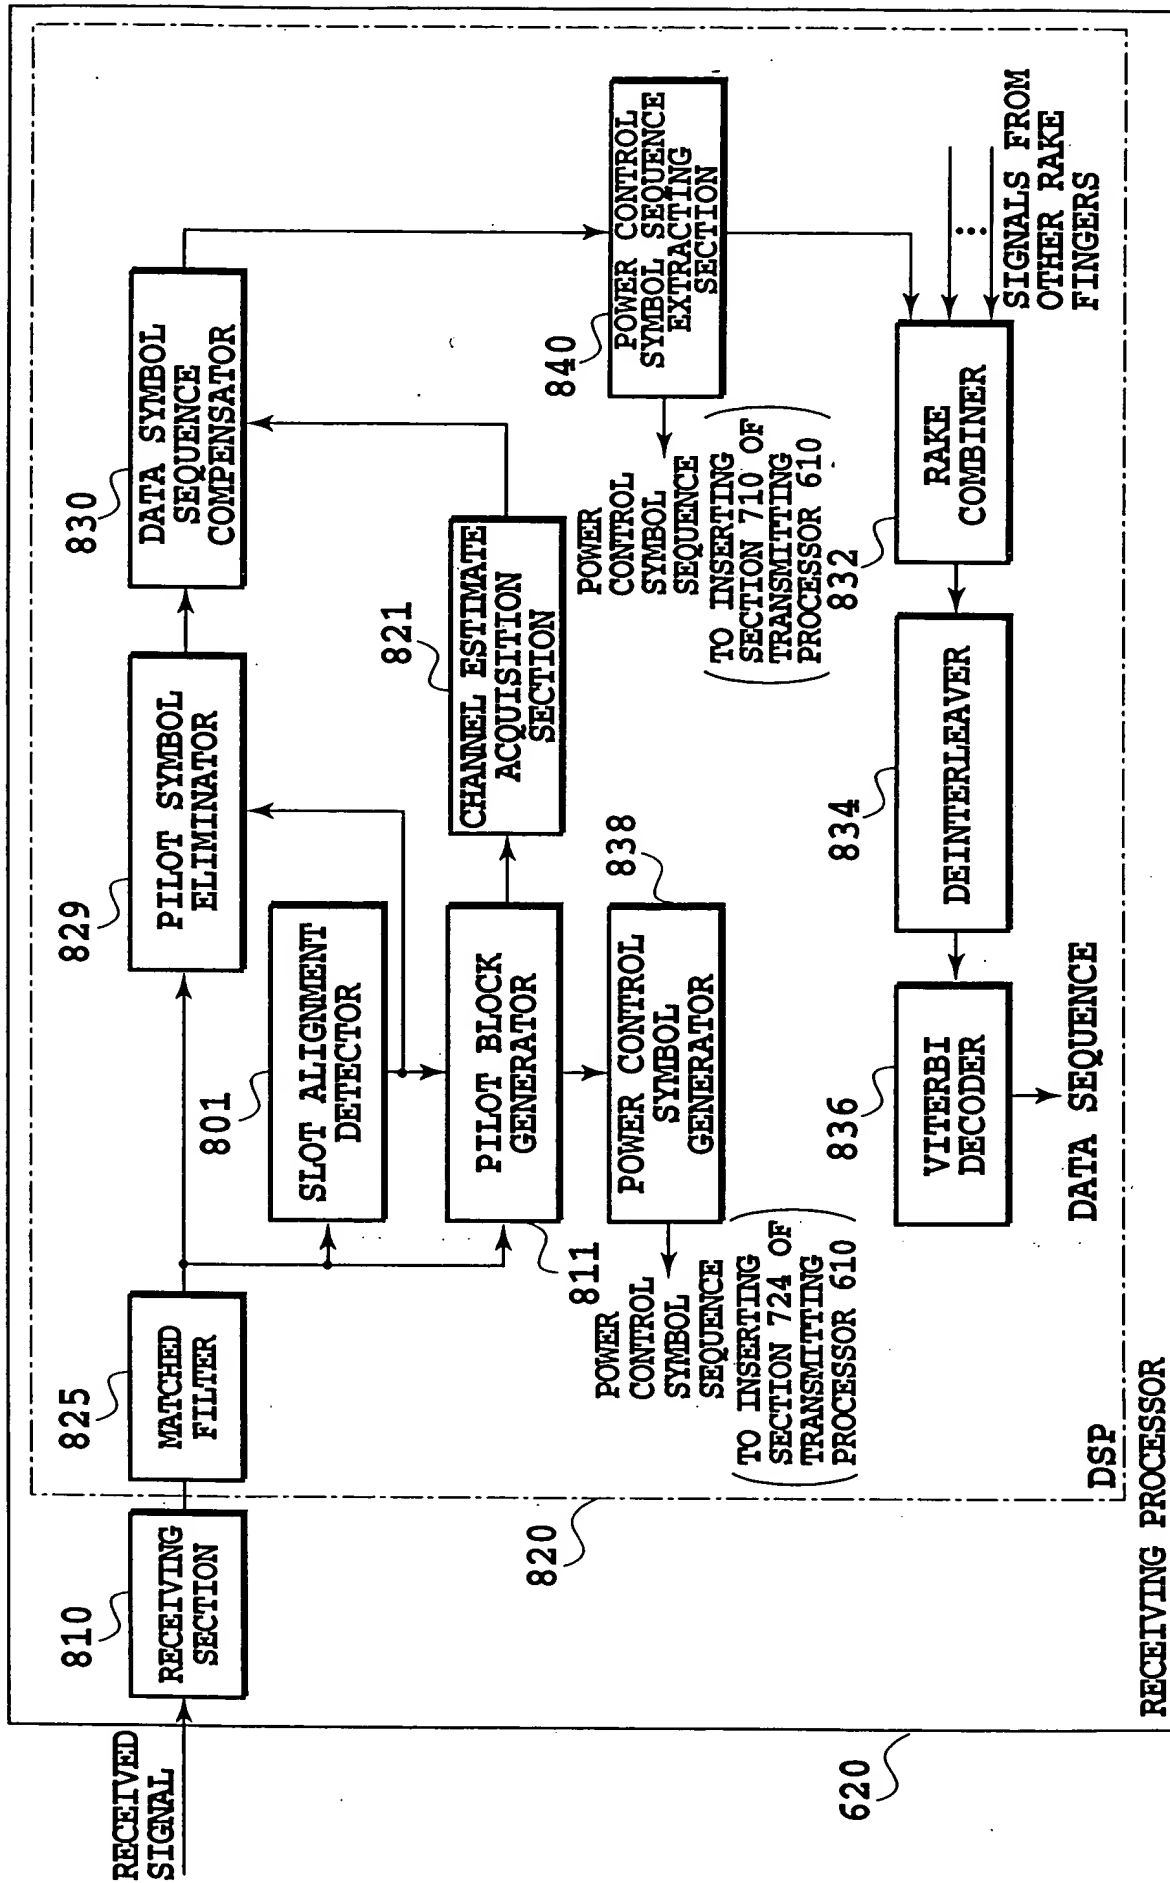 RECEIVED
SIGNAL
810
RECEIVING
SECTION
825
MATCHED
FILTER
829
PILOT SYMBOL
ELIMINATOR
830
DATA SYMBOL
SEQUENCE
COMPENSATOR
801
SLOT ALIGNMENT
DETECTOR
821
CHANNEL ESTIMATE
ACQUISITION
SECTION
811
PILOT BLOCK
GENERATOR
838
POWER CONTROL
SYMBOL
GENERATOR
POWER
CONTROL
SYMBOL
SEQUENCE
(TO INSERTING
SECTION 724 OF
TRANSMITTING
PROCESSOR 610)
840
POWER CONTROL
SYMBOL SEQUENCE
EXTRACTING
SECTION
POWER
CONTROL
SYMBOL
SEQUENCE
(TO INSERTING
SECTION 710 OF
TRANSMITTING
PROCESSOR 610)
SIGNALS FROM
OTHER RAKE
FINGERS
832
RAKE
COMBINER
834
DEINTERLEAVER
836
VITERBI
DECODER
DATA SEQUENCE
820
DSP
620
RECEIVING PROCESSOR